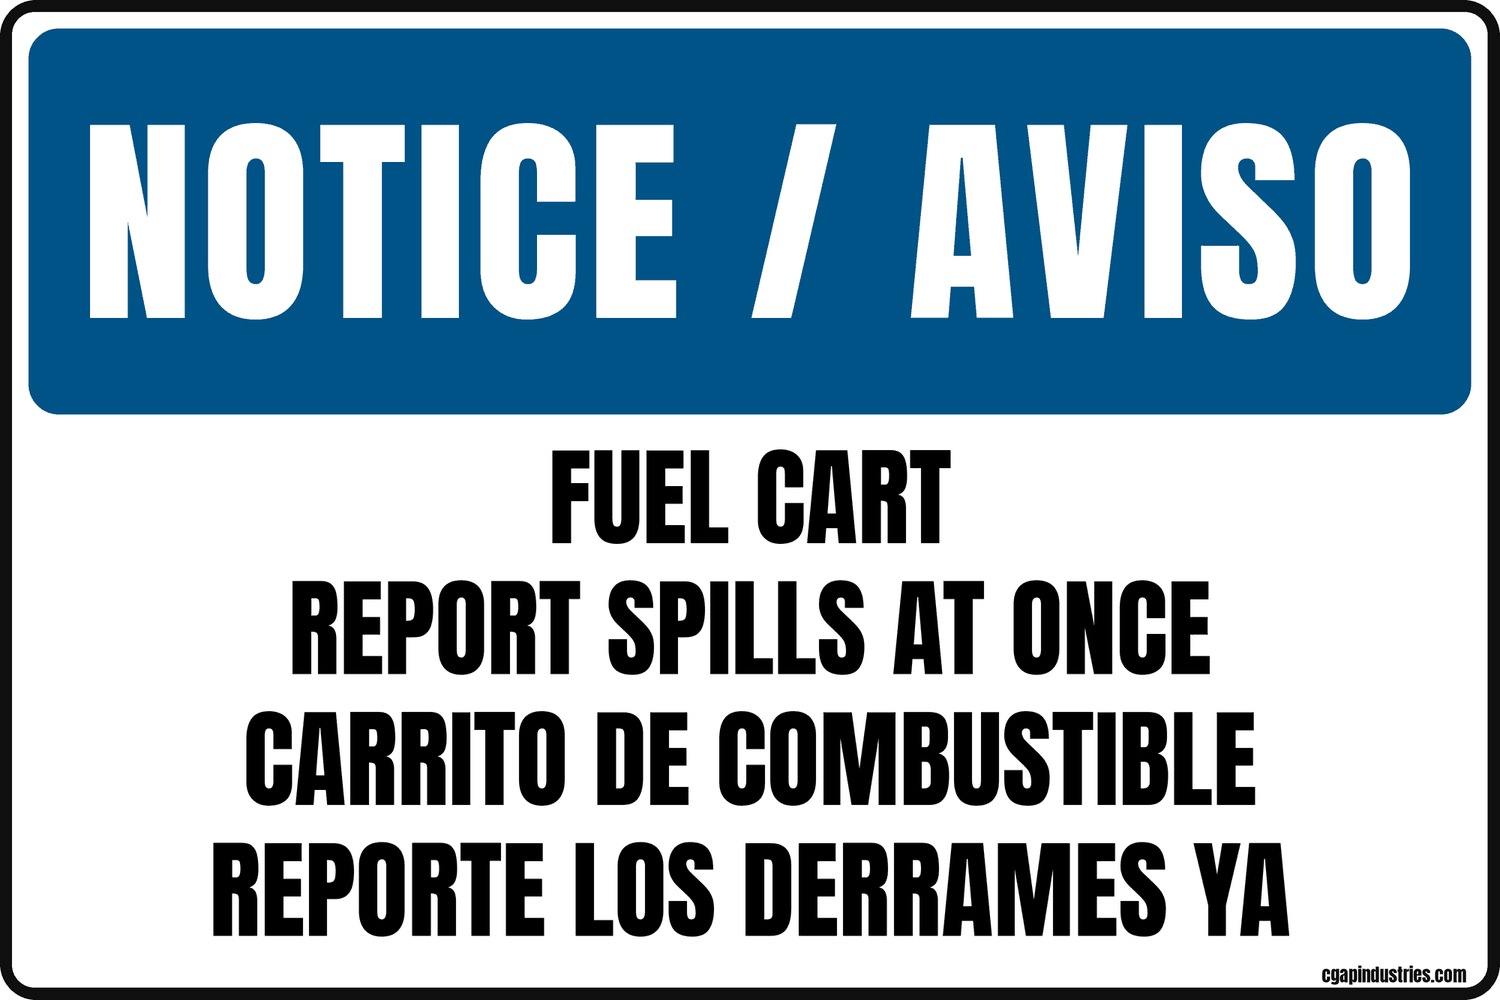 NOTICE / AVISO
FUEL CART
REPORT SPILLS AT ONCE
CARRITO DE COMBUSTIBLE
REPORTE LOS DERRAMES YA
cgapindustries.com